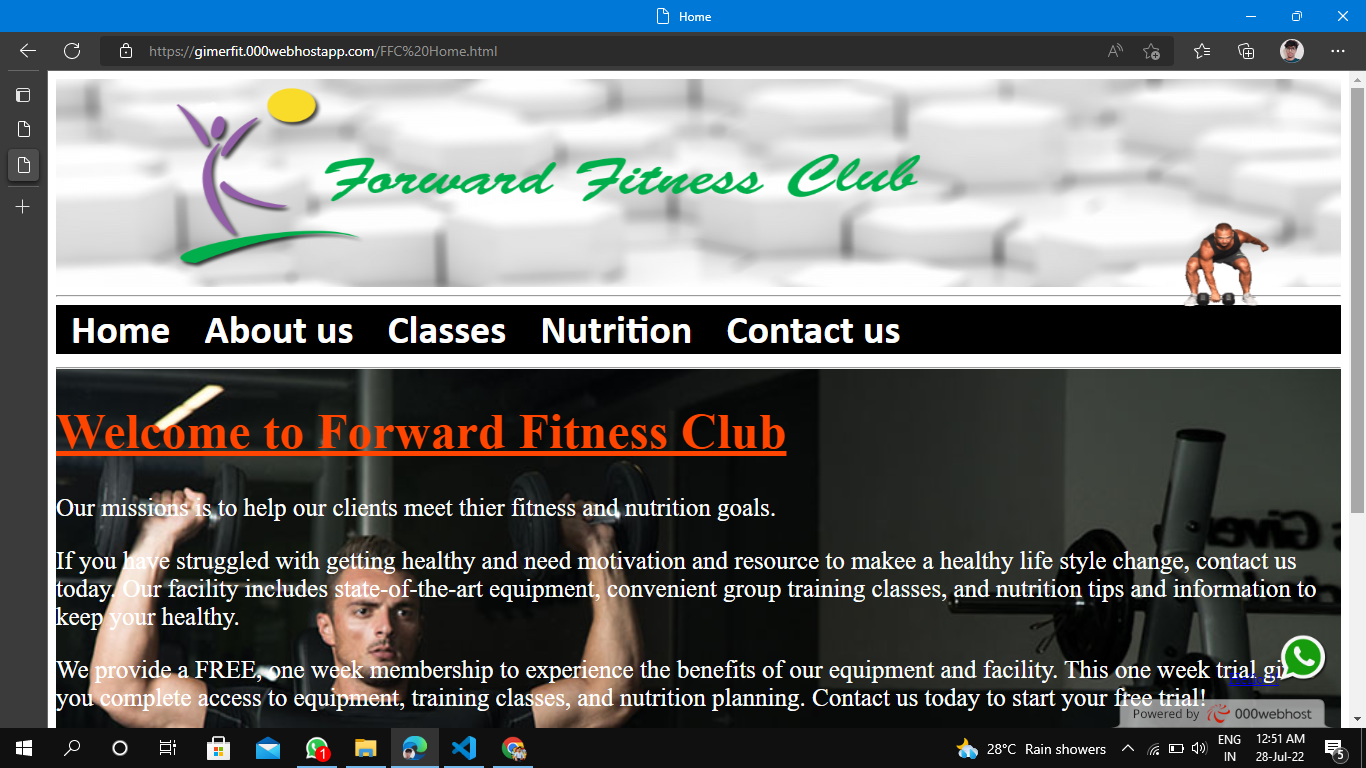 Home
https://gimerfit.000webhostapp.com/FFC%20Home.html
Forward Fitness Club
Home About us Classes Nutrition Contact us
Welcome to Forward Fitness Club
Our missions is to help our clients meet thier fitness and nutrition goals.
If you have struggled with getting healthy and need motivation and resource to makee a healthy life style change, contact us
today. Our facility includes state-of-the-art equipment, convenient group training classes, and nutrition tips and information to
keep your healthy.
We provide a FREE, one week membership to experience the benefits of our equipment and facility. This one week trial
you complete access to equipment, training classes, and nutrition planning. Contact us today to start your free trial!
Powered by 000webhost
1
28°C Rain showers
ENG
IN
12:51 AM
28-Jul-22
5